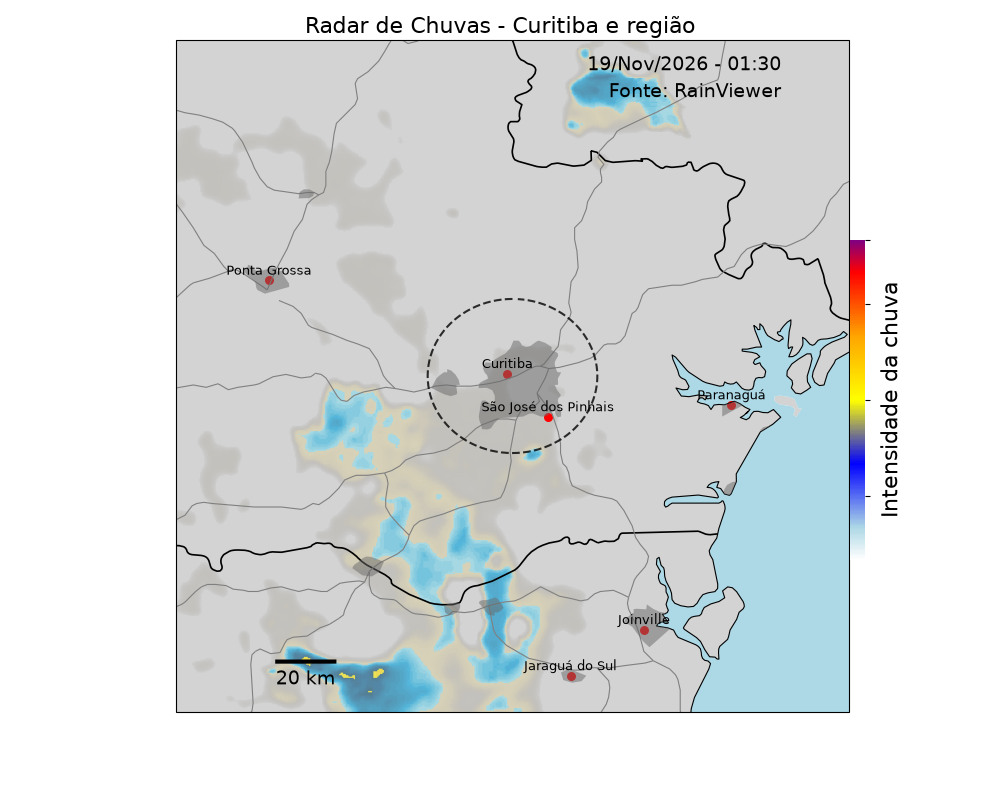 Radar de Chuvas - Curitiba e região
19/Nov/2026 - 01:30
Fonte: RainViewer
Ponta Grossa
Curitiba
São José dos Pinhais
Paranaguá
Joinville
Jaraguá do Sul
20 km
Intensidade da chuva